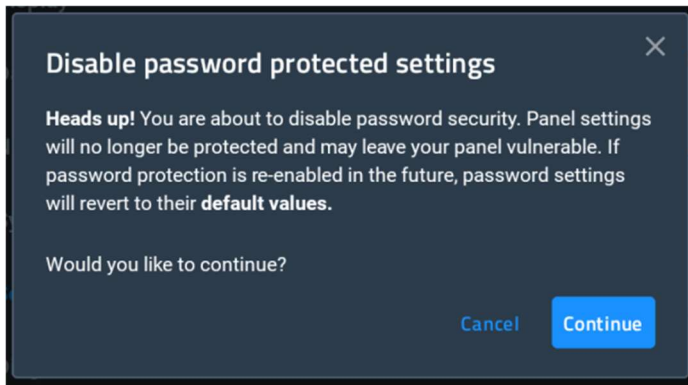 Disable password protected settings
Heads up! You are about to disable password security. Panel settings
will no longer be protected and may leave your panel vulnerable. If
password protection is re-enabled in the future, password settings
will revert to their default values.
Would you like to continue?
Cancel
Continue